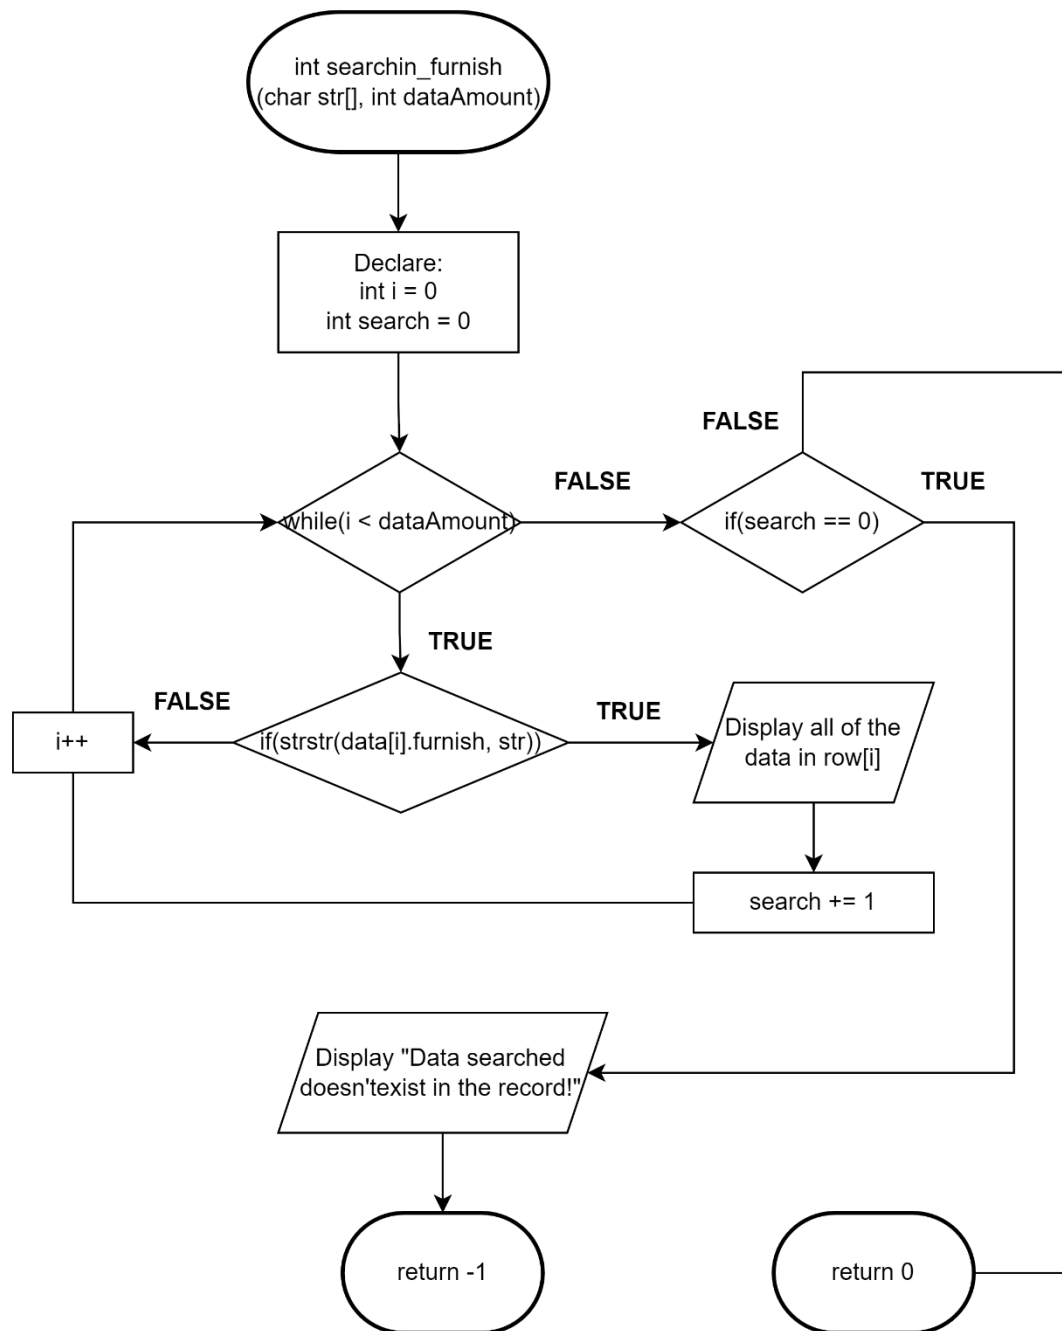 int searchin_furnish
(char str[], int dataAmount)
Declare:
int i = 0
int search = 0
while(i < dataAmount)
FALSE
if(search == 0)
FALSE
TRUE
TRUE
if(strstr(data[i].furnish, str))
FALSE
i++
TRUE
Display all of the
data in row[i]
search += 1
Display "Data searched
doesn'texist in the record!"
return -1
return 0